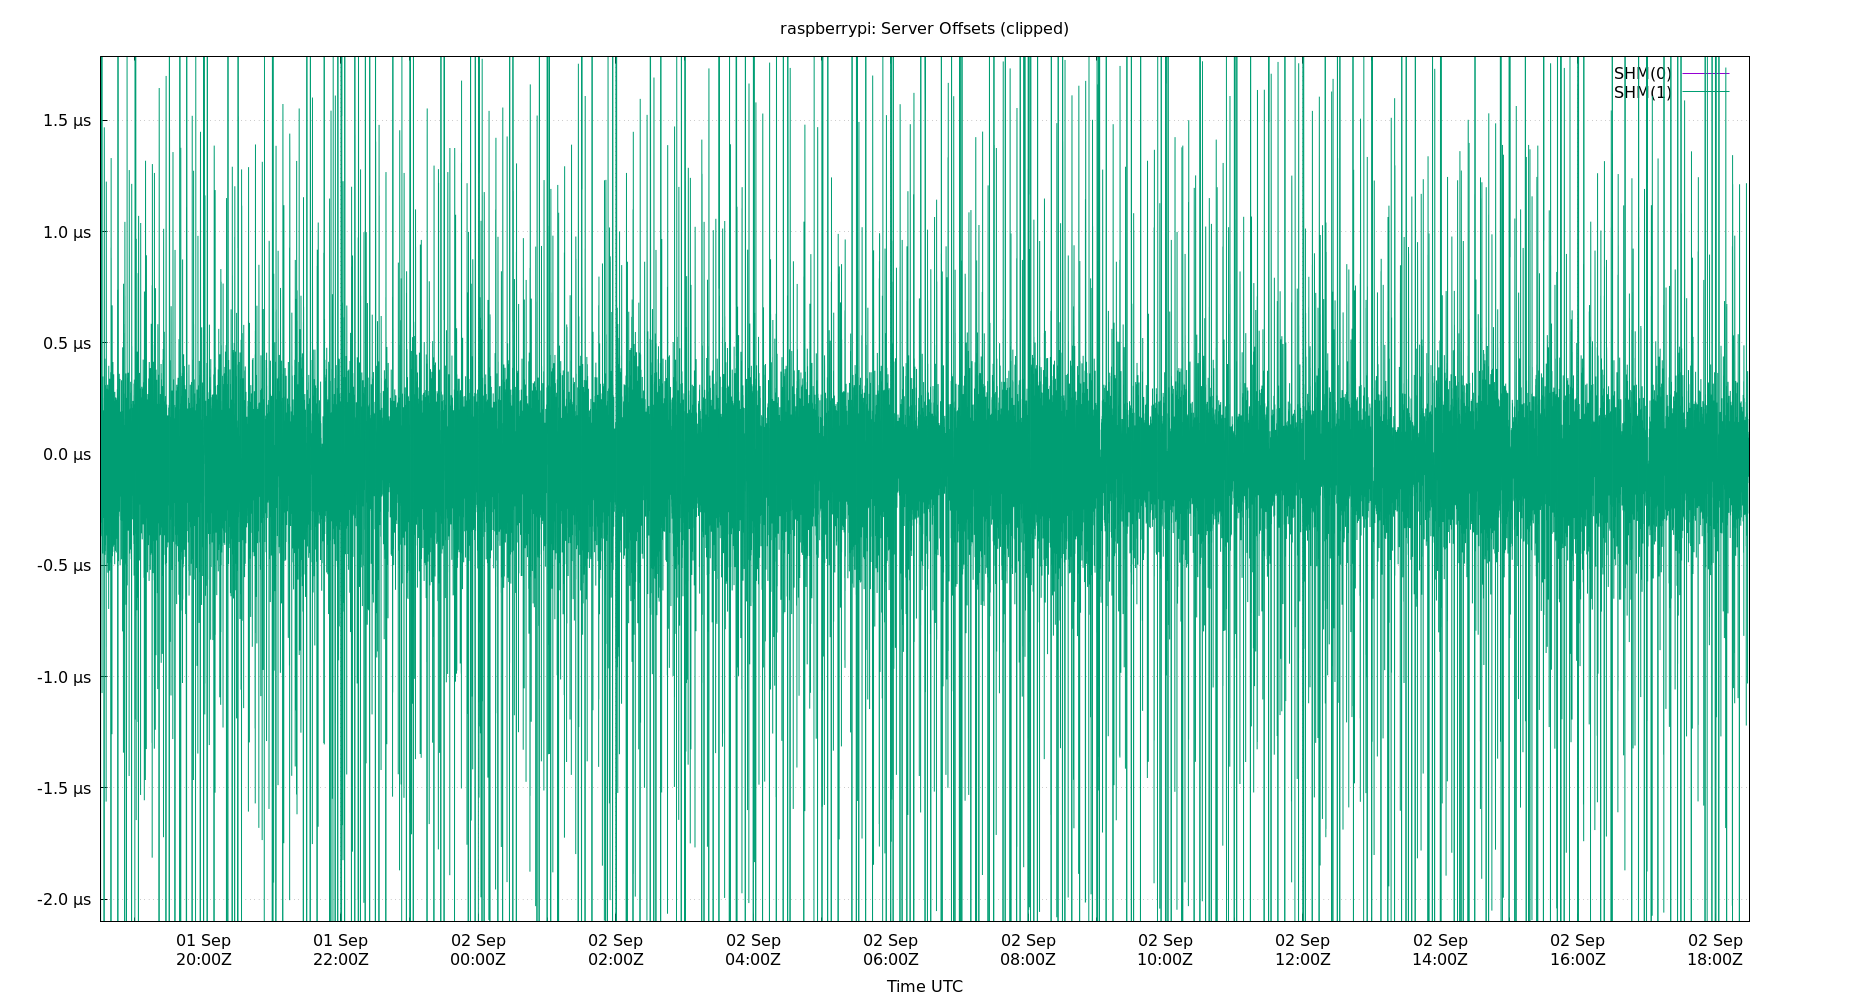 raspberrypi: Server Offsets (clipped)
SHM(0)
SHM(1)
1.5 µs
1.0 µs
0.5 µs
0.0 µs
-0.5 µs
-1.0 µs
-1.5 µs
-2.0 µs
01 Sep 01 Sep 02 Sep 02 Sep 02 Sep 02 Sep 02 Sep 02 Sep 02 Sep 02 Sep 02 Sep 02 Sep
20:00Z 22:00Z 00:00Z 02:00Z 04:00Z 06:00Z 08:00Z 10:00Z 12:00Z 14:00Z 16:00Z 18:00Z
Time UTC